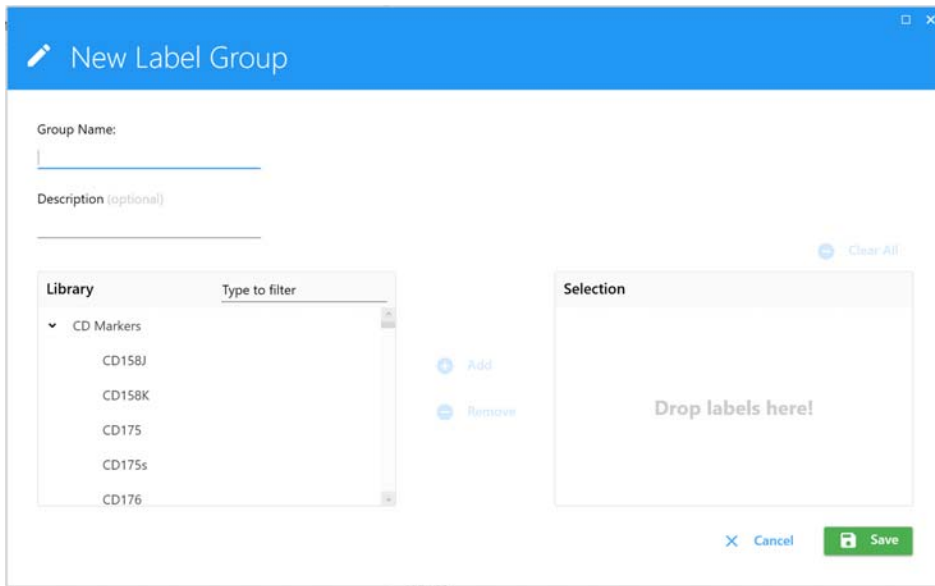 New Label Group
Group Name:
Description (optional)
Clear All
Library
Type to filter
Selection
CD Markers
CD158J
CD158K
CD175
CD175s
CD176
Add
Remove
Drop labels here!
Cancel
Save